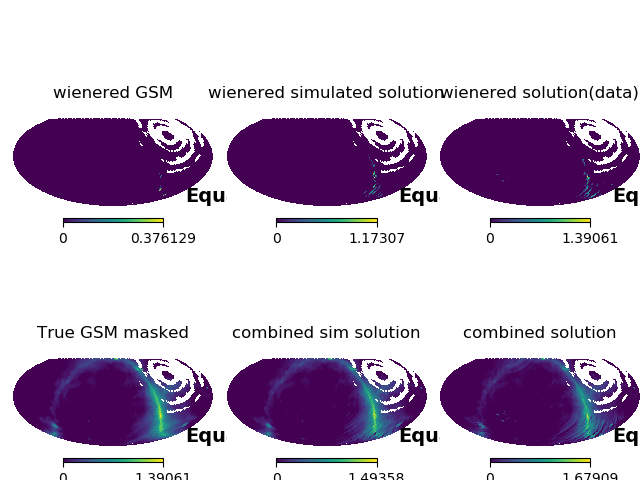 wienered GSM
wienered simulated solution
wienered solution(data)
Equ
Equ
Eq
0 0.376129
0 1.17307
0 1.39061
True GSM masked
combined sim solution
combined solution
Equ
Equ
Eq
0 1.39061
0 1.49358
0 1.67909